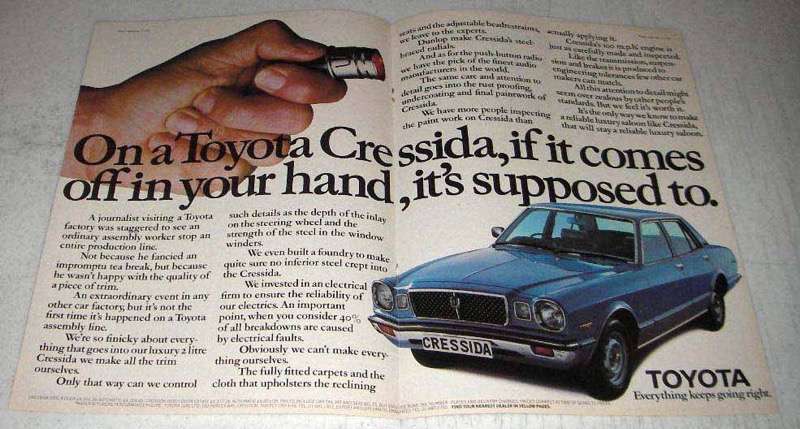 On a Toyota Cressida, if it comes
off in your hand, it's supposed to.
A journalist visiting a Toyota
factory was staggered to see an
ordinary assembly worker stop an
entire production line.
Not because he fancied an
impromptu tea break, but because
he wasn't happy with the quality of
a piece of trim.
An extraordinary event in any
other car factory, but it's not the
first time it's happened on a Toyota
assembly line.
We're so finicky about every-
thing that goes into our luxury 2 litre
Cressida we make all the trim
ourselves.
Only that way can we control
such details as the depth of the inlay
on the steering wheel and the
strength of the steel in the window
winders.
We even built a foundry to make
quite sure no inferior steel crept into
the Cressida.
We invested in an electrical
firm to ensure the reliability of
our electrics. An important
point, when you consider 40%
of all breakdowns are caused
by electrical faults.
Obviously we can't make every-
thing ourselves.
The fully fitted carpets and the
cloth that upholsters the reclining
seats and the adjustable headrestraints,
we leave to the experts.
Dunlop make Cressida's steel-
braced radials.
And as for the push-button radio
we have the pick of the finest audio
manufacturers in the world.
The same care and attention to
detail goes into the rust proofing,
undercoating and final paintwork of
Cressida.
We have more people inspecting
the paint work on Cressida than
actually applying it.
Cressida's 100 m.p.h. engine is
just as carefully made and inspected.
Like the transmission, suspen-
sion and brakes it is produced to
engineering tolerances few other car
makers can match.
All this attention to detail might
seem over zealous by other people's
standards. But we feel it's worth it.
It's the only way we know to make
a reliable luxury saloon like Cressida,
that will stay a reliable luxury saloon.
CRESSIDA
TOYOTA
Everything keeps going right.
FIND YOUR NEAREST DEALER IN YELLOW PAGES.